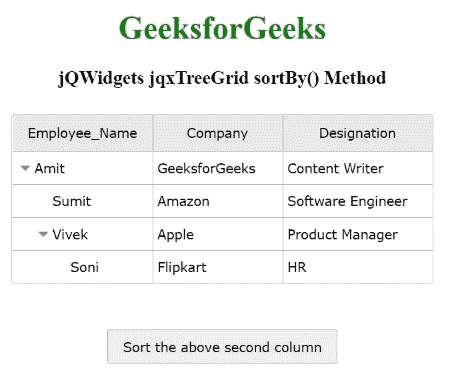 GeeksforGeeks
jQWidgets jqxTreeGrid sortBy() Method
Employee_Name Company Designation
Amit GeeksforGeeks Content Writer
Sumit Amazon Software Engineer
Vivek Apple Product Manager
Soni Flipkart HR
Sort the above second column